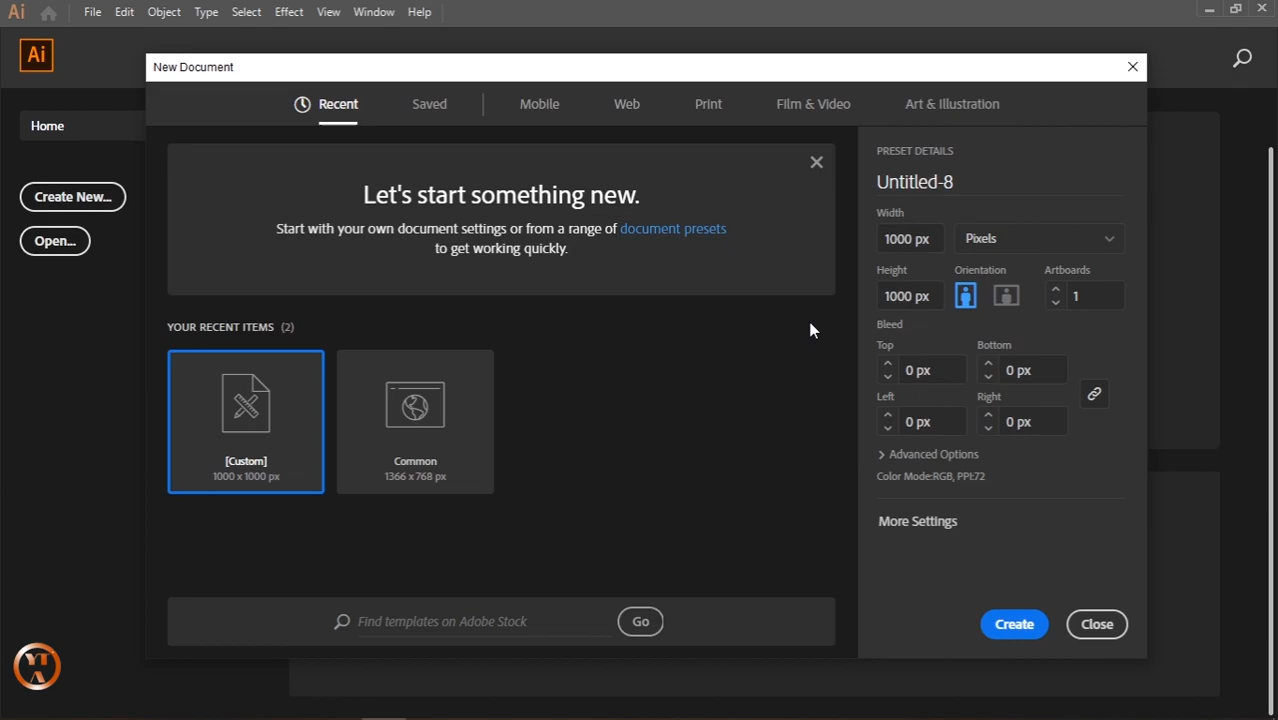 Ai File Edit Object Type Select Effect View Window Help
Ai
New Document
Recent Saved Mobile Web Print Film & Video Art & Illustration
Home
Create New...
Open...
Let's start something new.
Start with your own document settings or from a range of document presets
to get working quickly.
YOUR RECENT ITEMS (2)
[Custom]
1000 x 1000 px
Common
1366 x 768 px
Find templates on Adobe Stock
Go
PRESET DETAILS
Untitled-8
Width
1000 px Pixels
Height Orientation Artboards
1000 px 1
Bleed
Top Bottom
0 px 0 px
Left Right
0 px 0 px
Advanced Options
Color Mode:RGB, PPI:72
More Settings
Create Close